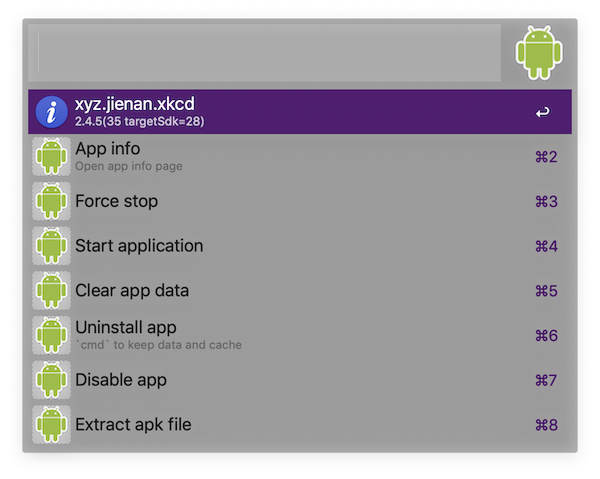 xyz.jienan.xkcd
2.4.5(35 targetSdk=28)
App info
Open app info page
⌘2
Force stop
⌘3
Start application
⌘4
Clear app data
⌘5
Uninstall app
`cmd` to keep data and cache
⌘6
Disable app
⌘7
Extract apk file
⌘8